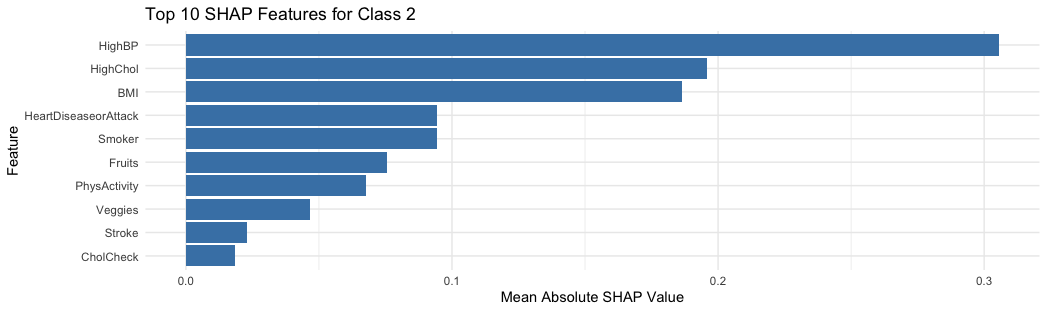 Top 10 SHAP Features for Class 2
Feature
HighBP
HighChol
BMI
HeartDiseaseorAttack
Smoker
Fruits
PhysActivity
Veggies
Stroke
CholCheck
0.0 0.1 0.2 0.3
Mean Absolute SHAP Value